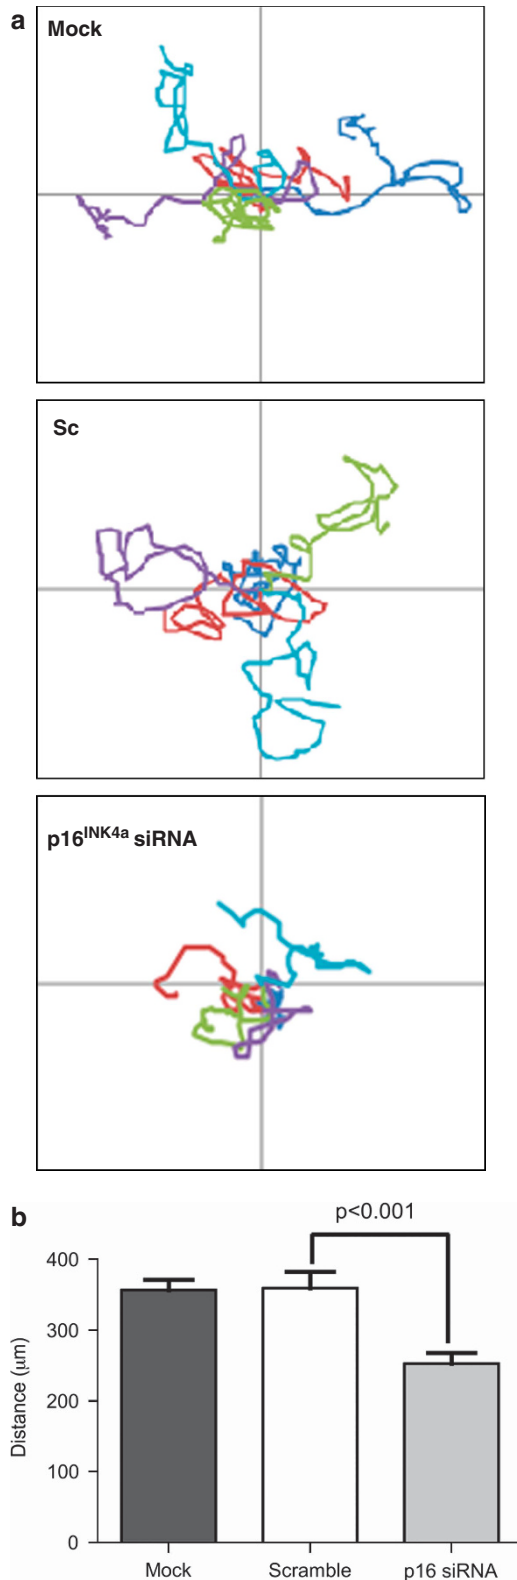 a
Mock
Sc
p16INK4a siRNA
b
p<0.001
400
300
200
100
0
Distance (μm)
Mock Scramble p16 siRNA